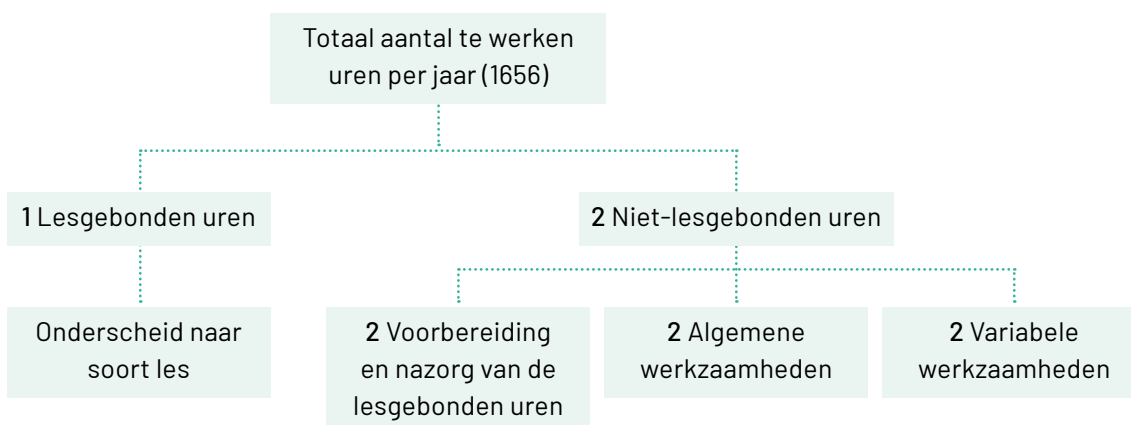 Totaal aantal te werken
uren per jaar (1656)
1 Lesgebonden uren
2 Niet-lesgebonden uren
Onderscheid naar
soort les
2 Voorbereiding
en nazorg van de
lesgebonden uren
2 Algemene
werkzaamheden
2 Variabele
werkzaamheden